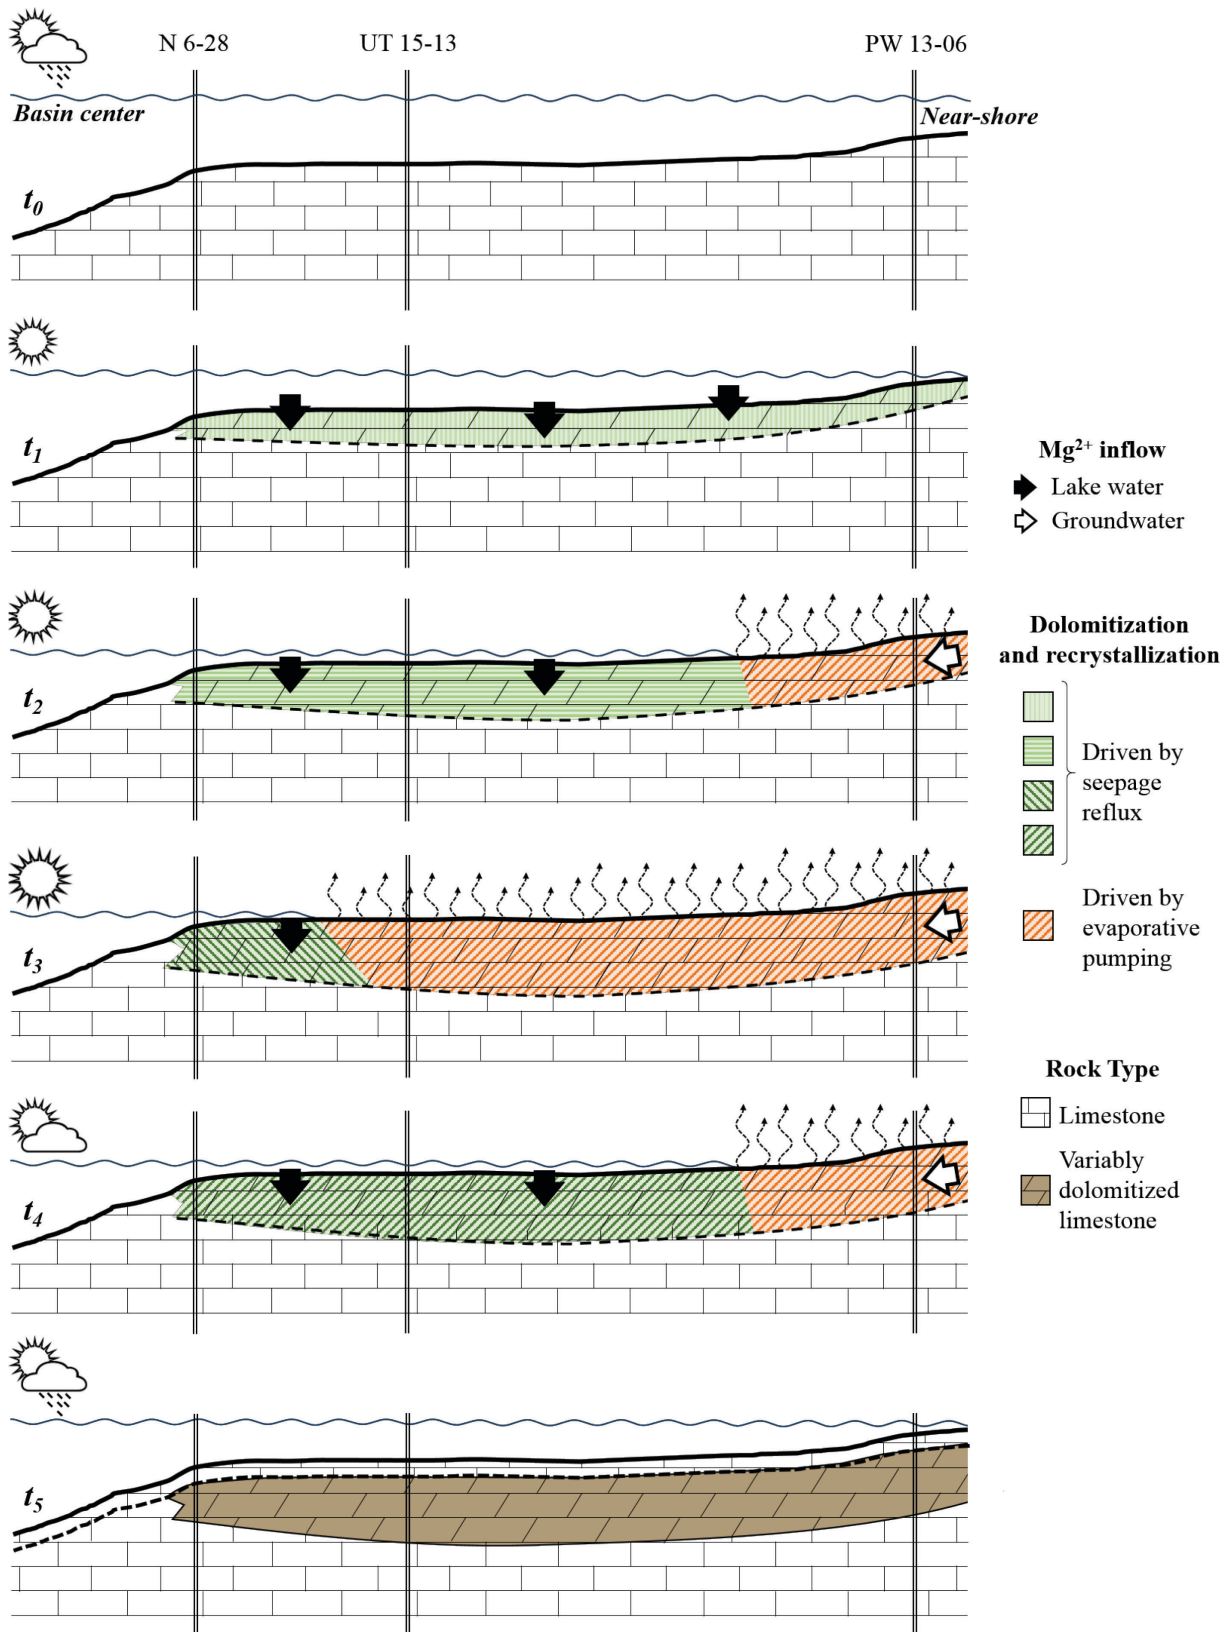 N 6-28
UT 15-13
PW 13-06
Basin center
Near-shore
t0
t1
Mg2+ inflow
Lake water
Groundwater
t2
Dolomitization
and recrystallization
Driven by
seepage
reflux
t3
Driven by
evaporative
pumping
Rock Type
Limestone
t4
Variably
dolomitized
limestone
t5